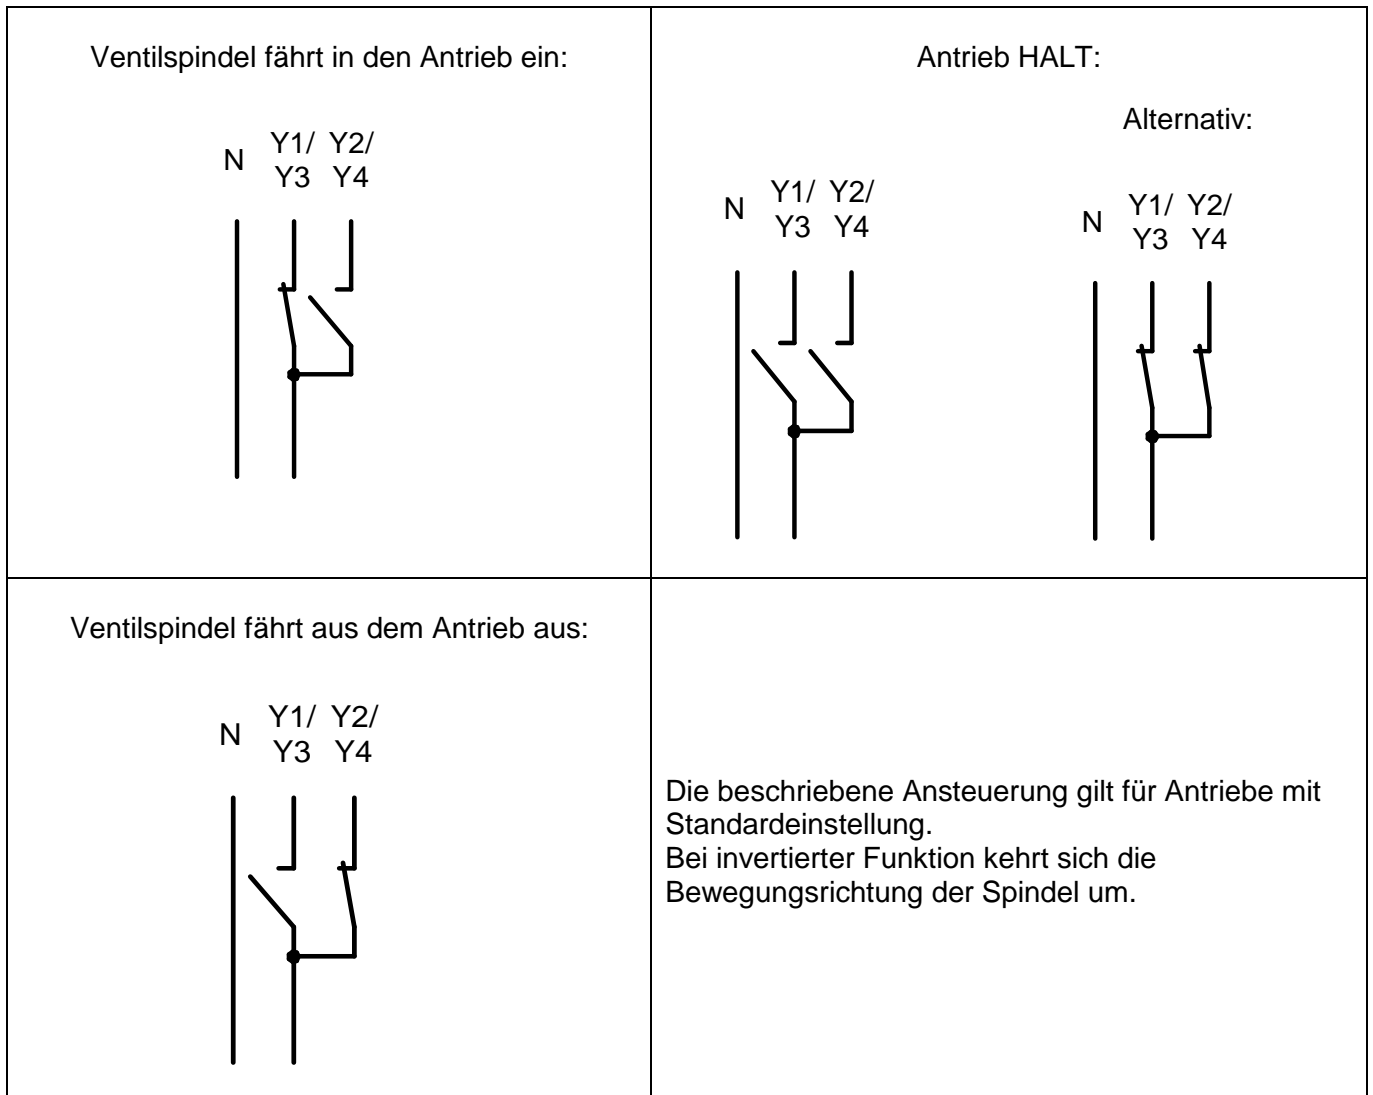 Ventilspindel fährt in den Antrieb ein:
N Y1/ Y2/
Y3 Y4
Antrieb HALT:
Alternativ:
N Y1/ Y2/
Y3 Y4
N Y1/ Y2/
Y3 Y4
Ventilspindel fährt aus dem Antrieb aus:
N Y1/ Y2/
Y3 Y4
Die beschriebene Ansteuerung gilt für Antriebe mit
Standardeinstellung.
Bei invertierter Funktion kehrt sich die
Bewegungsrichtung der Spindel um.